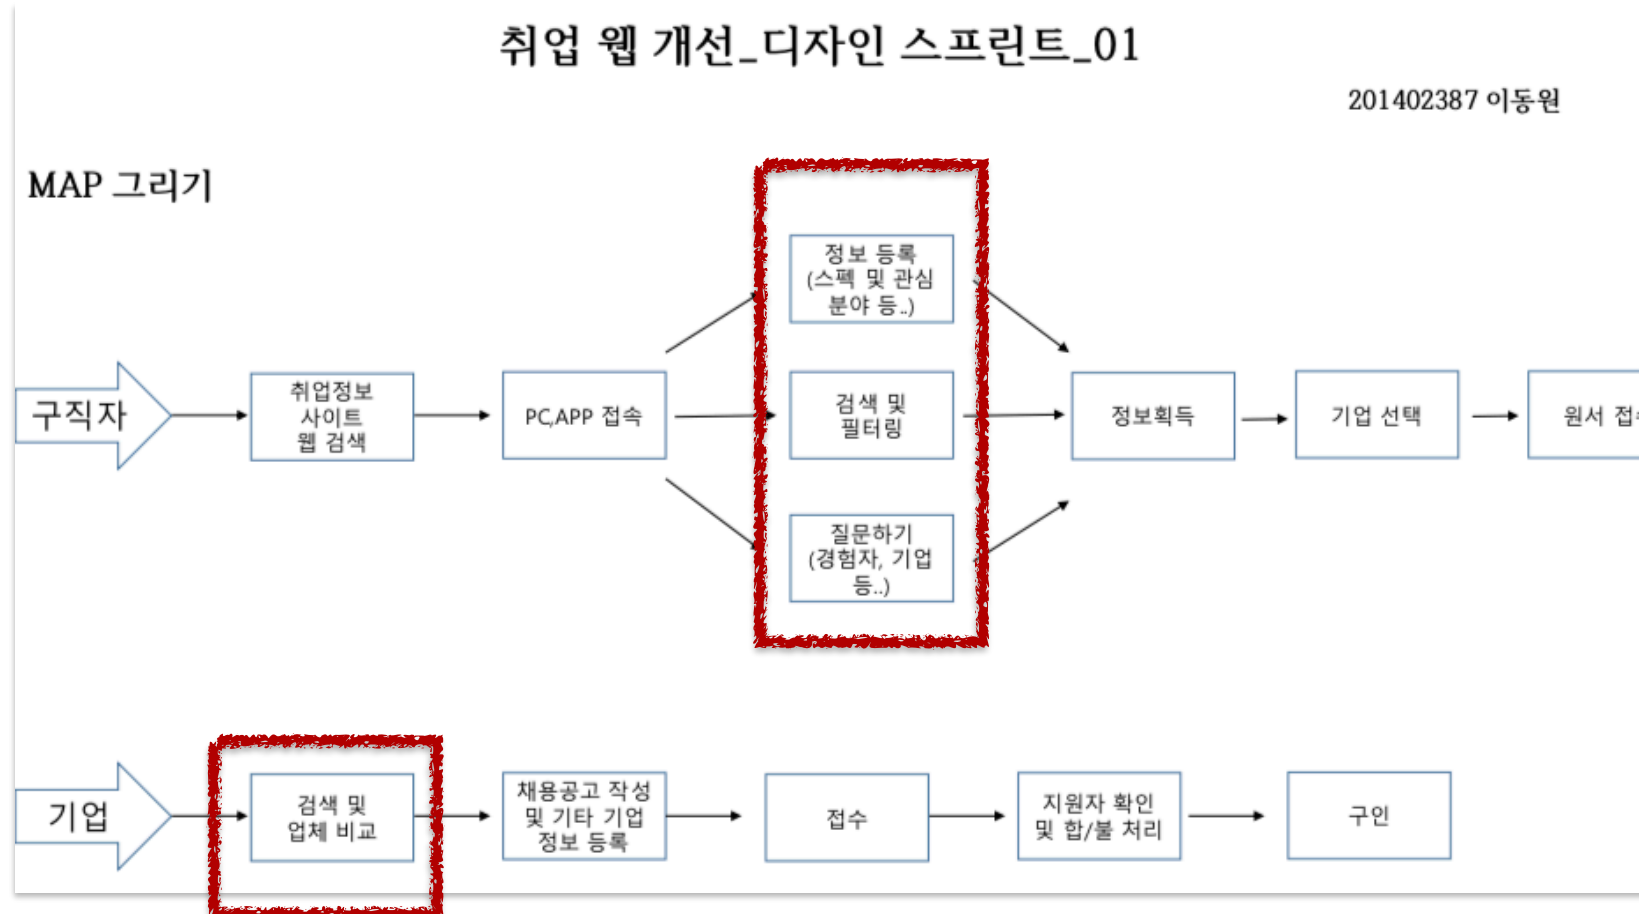 취업 웹 개선_디자인 스프린트_01
201402387 이동원
MAP 그리기
정보 등록
(스펙 및 관심
분야 등..)
구직자
취업정보
사이트
웹 검색
PC,APP 접속
검색 및
필터링
정보획득
기업 선택
원서
질문하기
(경험자, 기업
등..)
기업
검색 및
업체 비교
채용공고 작성
및 기타 기업
정보 등록
접수
지원자 확인
및 합/불 처리
구인